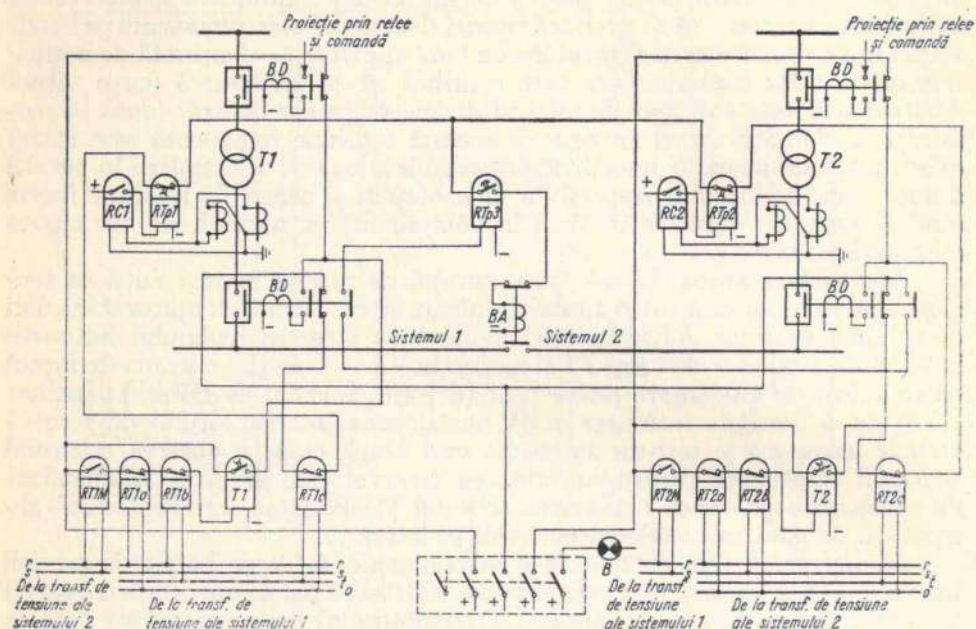 Proiecție prin relee
și comandă
Proiecție prin relee
și comandă
BD
BD
T1
T2
+
RC1
RTp1
RTp3
+
RC2
RTp2
BD
BD
BA
Sistemul 1
Sistemul 2
RT1M
RT1a
RT1b
T1
RT1c
RT2M
RT2a
RT2b
T2
RT2c
B
r
s
t
o
r
s
t
o
De la transf. de
tensiune ale
sistemului 2
De la transf. de
tensiune ale sistemului 1
De la transf.
de tensiune
ale sistemului 1
De la transf. de tensiune
ale sistemului 2